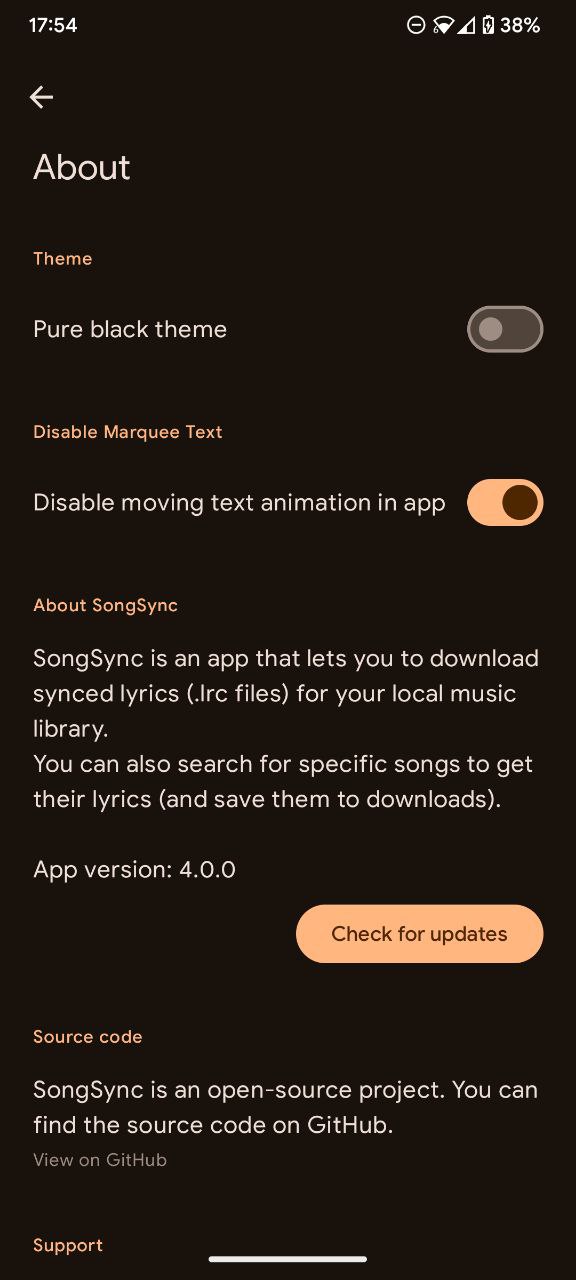 17:54
38%
About
Theme
Pure black theme
Disable Marquee Text
Disable moving text animation in app
About SongSync
SongSync is an app that lets you to download
synced lyrics (.lrc files) for your local music
library.
You can also search for specific songs to get
their lyrics (and save them to downloads).
App version: 4.0.0
Check for updates
Source code
SongSync is an open-source project. You can
find the source code on GitHub.
View on GitHub
Support